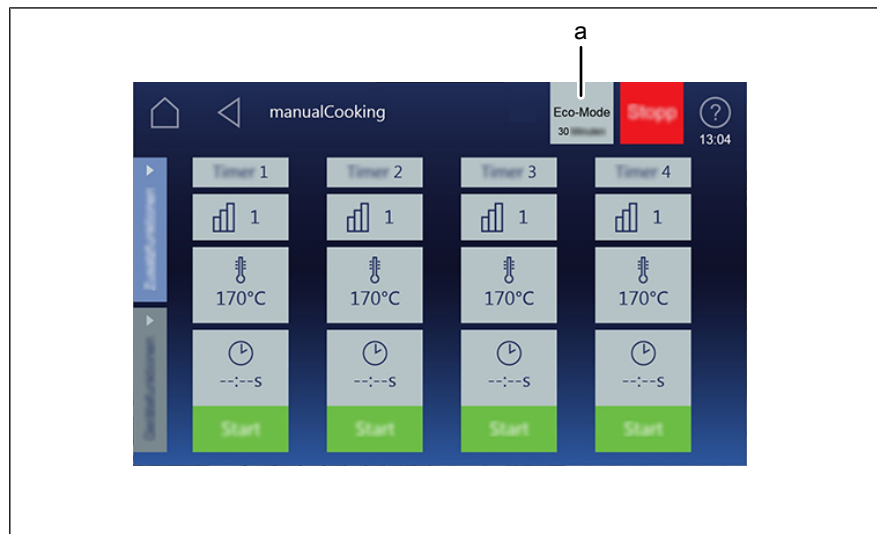 a
manualCooking
Eco-Mode
30
Stopp
?
13:04
Timer 1
Timer 2
Timer 3
Timer 4
1
1
1
1
170°C
170°C
170°C
170°C
--:--s
--:--s
--:--s
--:--s
Start
Start
Start
Start